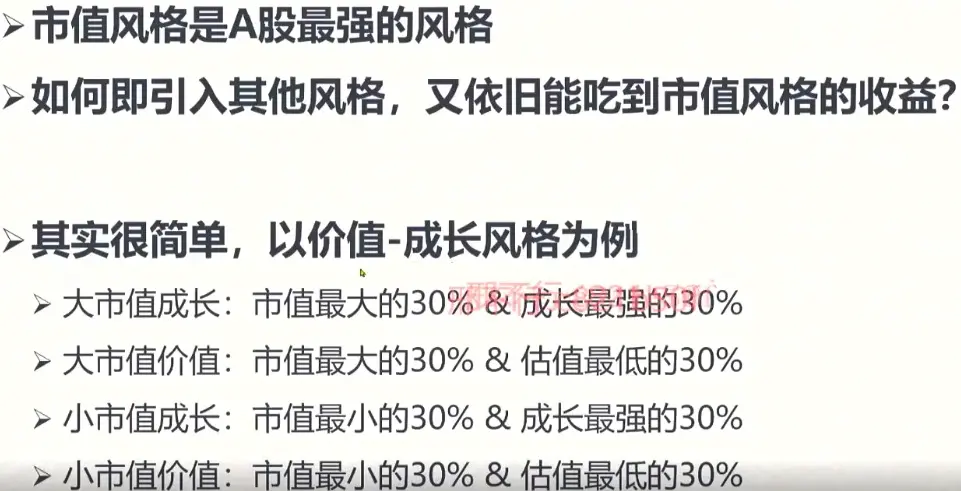 ➢市值风格是A股最强的风格
➢如何即引入其他风格，又依旧能吃到市值风格的收益？
➢其实很简单，以价值-成长风格为例
➢大市值成长：市值最大的30% & 成长最强的30%
➢大市值价值：市值最大的30% & 估值最低的30%
➢小市值成长：市值最小的30% & 成长最强的30%
➢小市值价值：市值最小的30% & 估值最低的30%